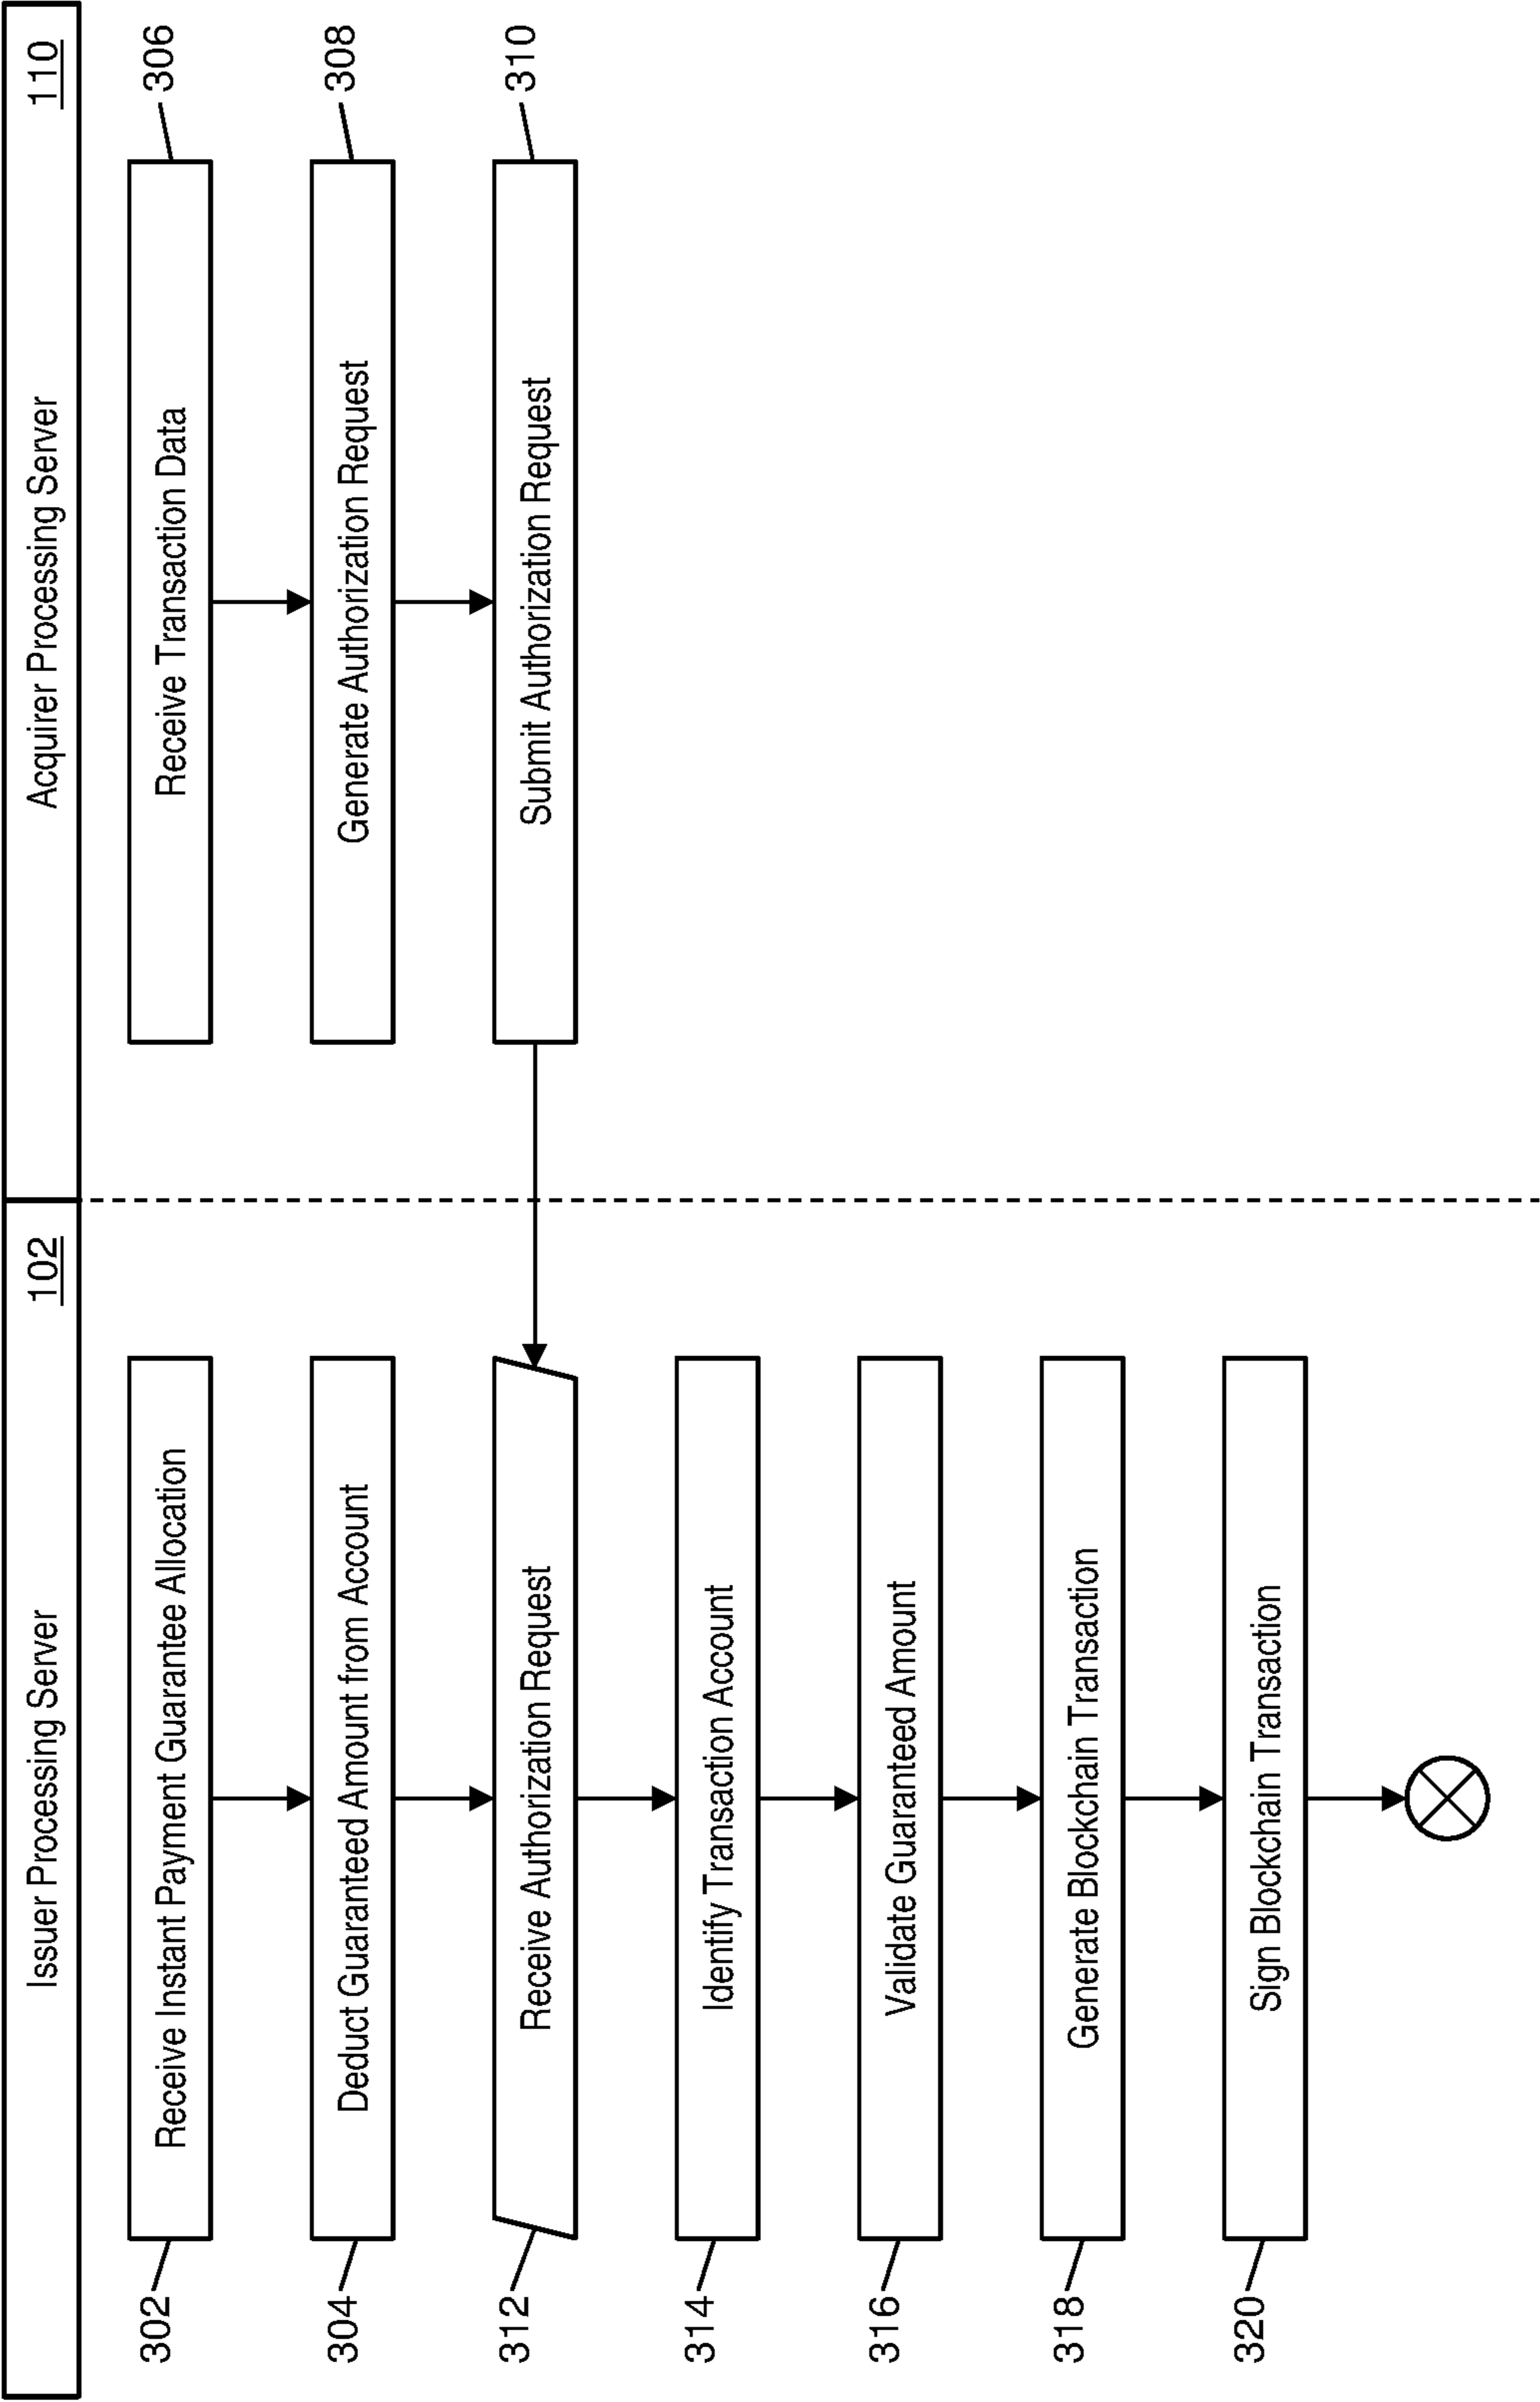 Issuer Processing Server 102
Acquirer Processing Server 110
302 Receive Instant Payment Guarantee Allocation
Receive Transaction Data 306
304 Deduct Guaranteed Amount from Account
Generate Authorization Request 308
312 Receive Authorization Request
Submit Authorization Request 310
314 Identify Transaction Account
316 Validate Guaranteed Amount
318 Generate Blockchain Transaction
320 Sign Blockchain Transaction